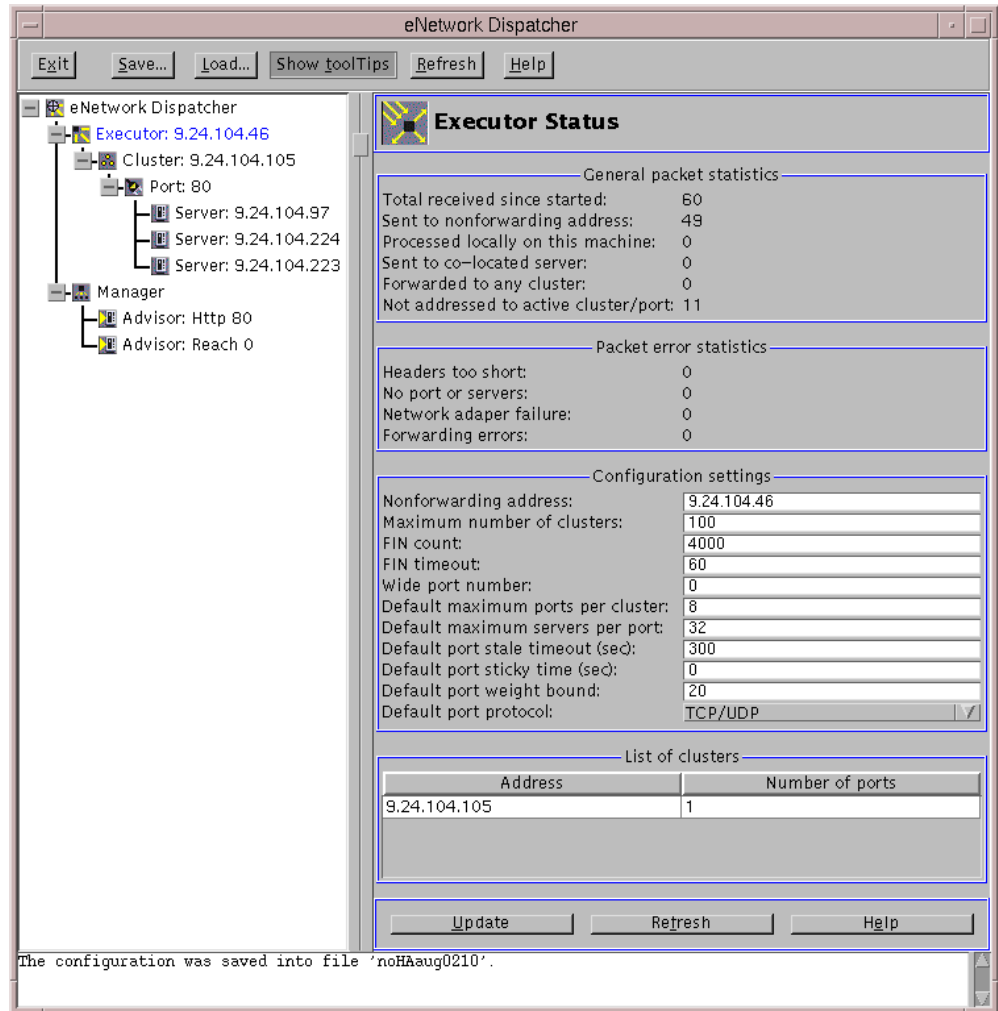 eNetwork Dispatcher
Exit Save... Load... Show toolTips Refresh Help
eNetwork Dispatcher
Executor: 9.24.104.46
Cluster: 9.24.104.105
Port: 80
Server: 9.24.104.97
Server: 9.24.104.224
Server: 9.24.104.223
Manager
Advisor: Http 80
Advisor: Reach 0
Executor Status
General packet statistics
Total received since started: 60
Sent to nonforwarding address: 49
Processed locally on this machine: 0
Sent to co-located server: 0
Forwarded to any cluster: 0
Not addressed to active cluster/port: 11
Packet error statistics
Headers too short: 0
No port or servers: 0
Network adaper failure: 0
Forwarding errors: 0
Configuration settings
Nonforwarding address: 9.24.104.46
Maximum number of clusters: 100
FIN count: 4000
FIN timeout: 60
Wide port number: 0
Default maximum ports per cluster: 8
Default maximum servers per port: 32
Default port stale timeout (sec): 300
Default port sticky time (sec): 0
Default port weight bound: 20
Default port protocol: TCP/UDP
List of clusters
Address Number of ports
9.24.104.105 1
Update Refresh Help
The configuration was saved into file 'noHAaug0210'.